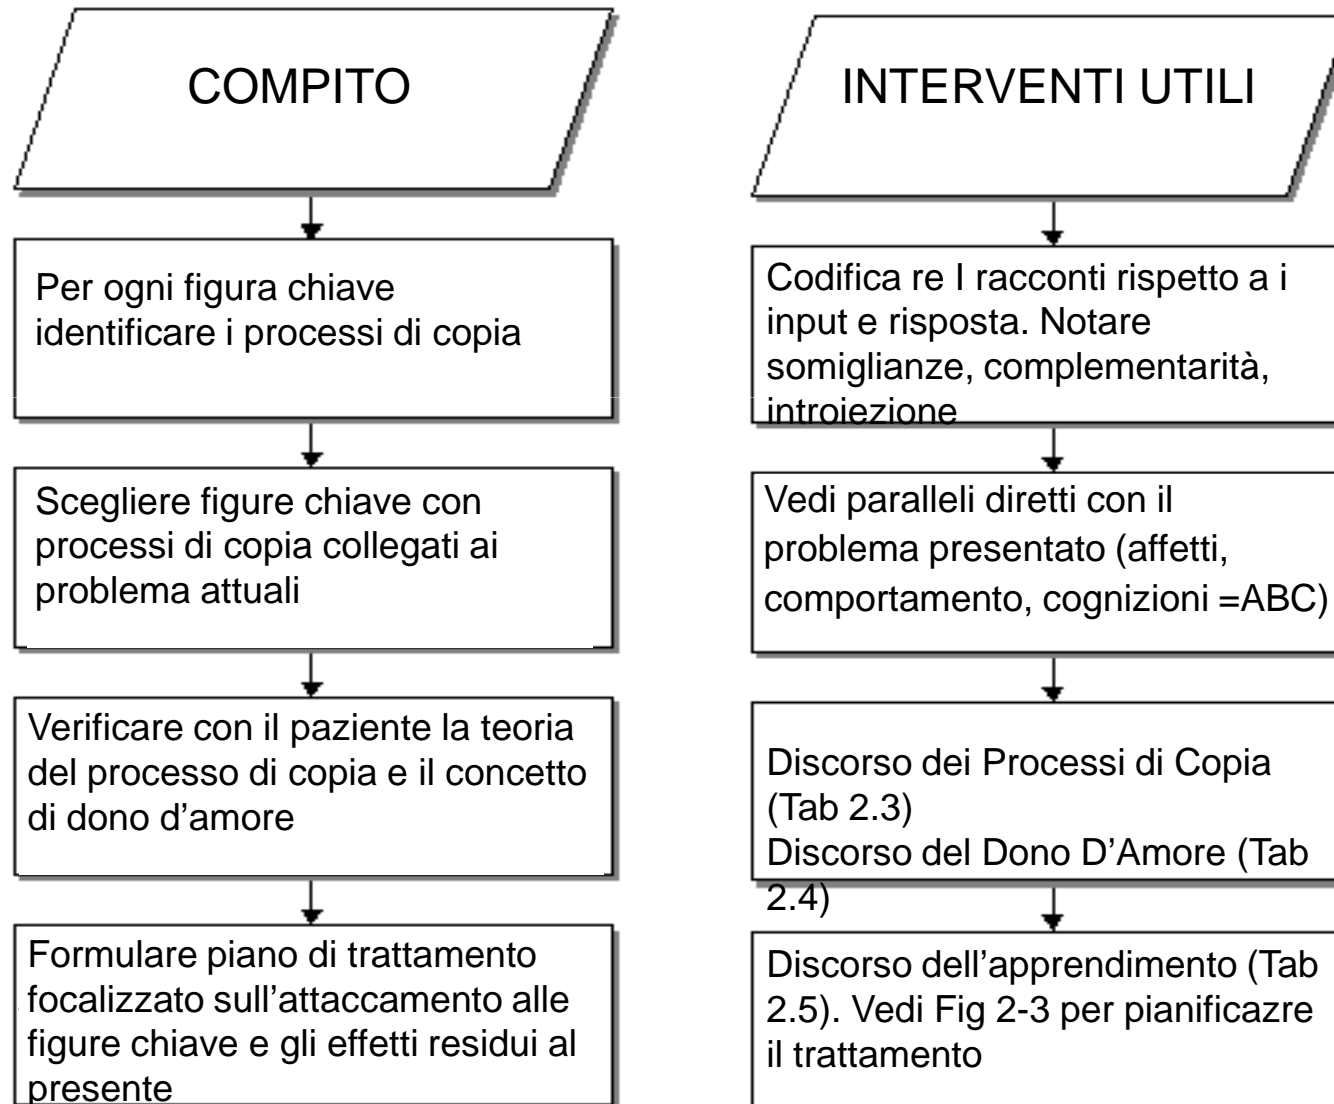 COMPITO
Per ogni figura chiave
identificare i processi di copia
Scegliere figure chiave con
processi di copia collegati ai
problema attuali
Verificare con il paziente la teoria
del processo di copia e il concetto
di dono d’amore
Formulare piano di trattamento
focalizzato sull’attaccamento alle
figure chiave e gli effetti residui al
presente
INTERVENTI UTILI
Codifica re I racconti rispetto a i
input e risposta. Notare
somiglianze, complementarità,
introiezione
Vedi paralleli diretti con il
problema presentato (affetti,
comportamento, cognizioni =ABC)
Discorso dei Processi di Copia
(Tab 2.3)
Discorso del Dono D’Amore (Tab
2.4)
Discorso dell’apprendimento (Tab
2.5). Vedi Fig 2-3 per pianificazre
il trattamento